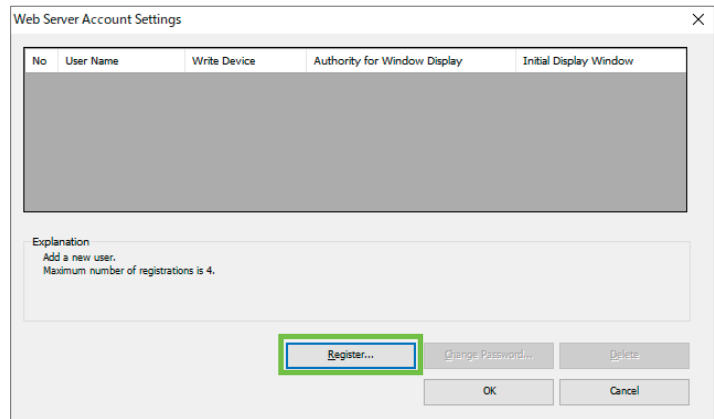 Web Server Account Settings
No User Name Write Device Authority for Window Display Initial Display Window
Explanation
Add a new user.
Maximum number of registrations is 4.
Register... Change Password... Delete
OK Cancel